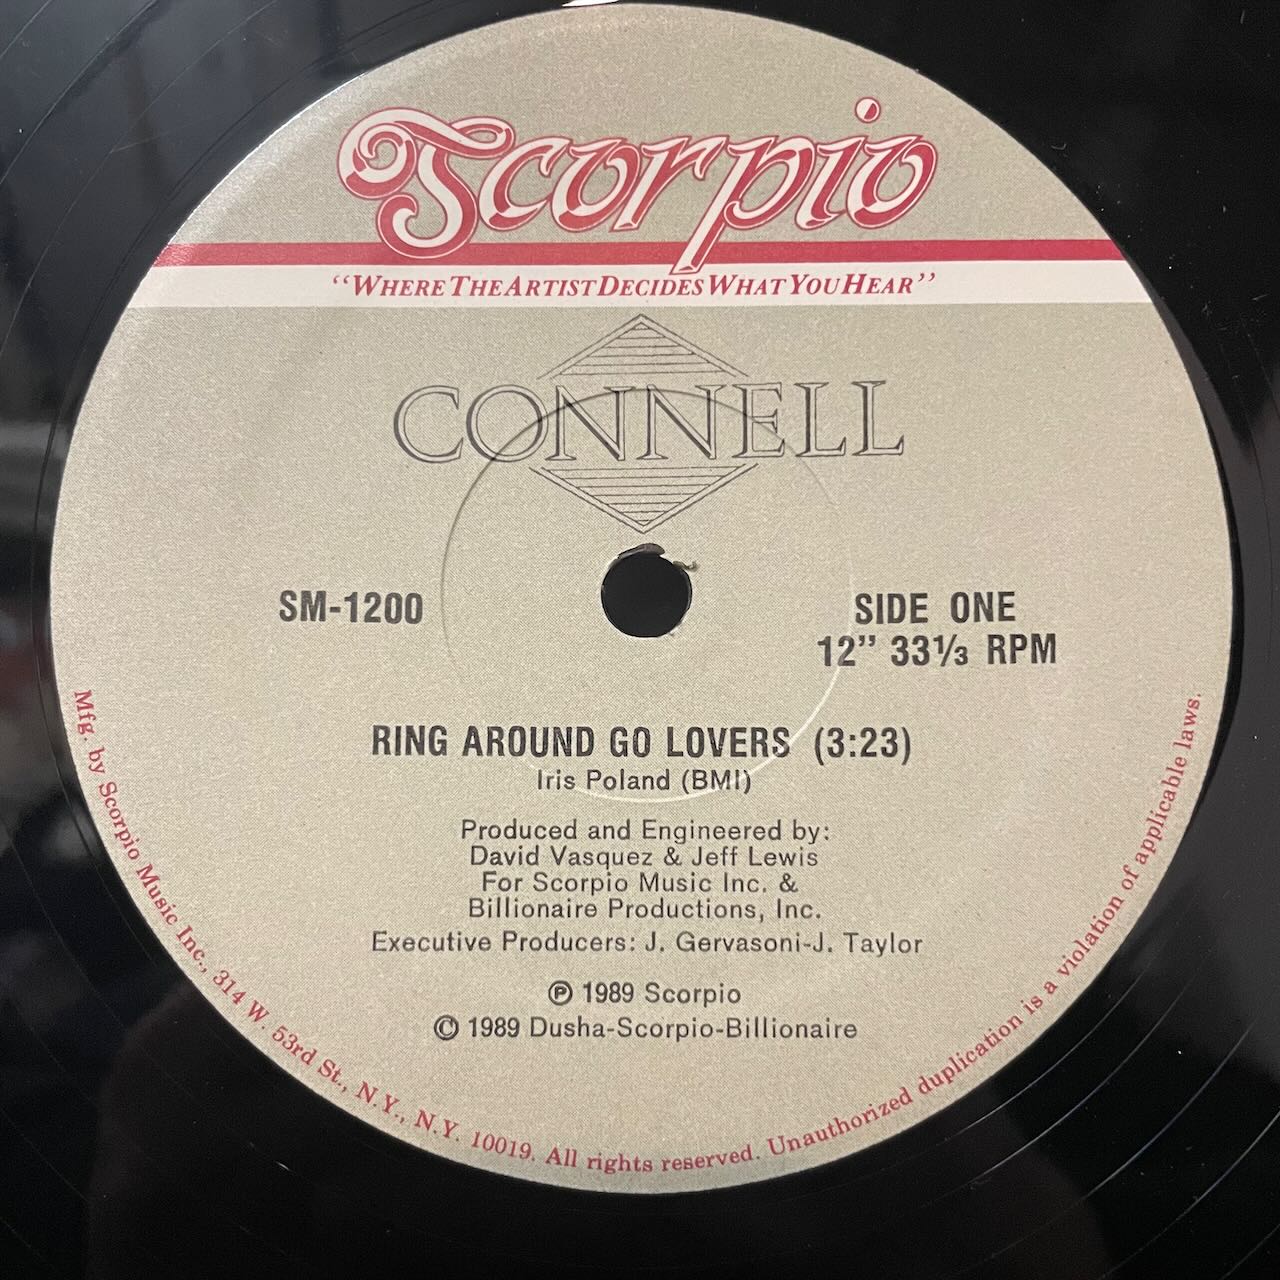 Scorpio
“WHERE THE ARTIST DECIDES WHAT YOU HEAR”
CONNELL
SM-1200
SIDE ONE
12” 33⅓ RPM
RING AROUND GO LOVERS (3:23)
Iris Poland (BMI)
Produced and Engineered by:
David Vasquez & Jeff Lewis
For Scorpio Music Inc. &
Billionaire Productions, Inc.
Executive Producers: J. Gervasoni-J. Taylor
℗ 1989 Scorpio
© 1989 Dusha-Scorpio-Billionaire
Mfg. by Scorpio Music Inc., 314 W. 53rd St., N.Y., N.Y. 10019. All rights reserved. Unauthorized duplication is a violation of applicable laws.